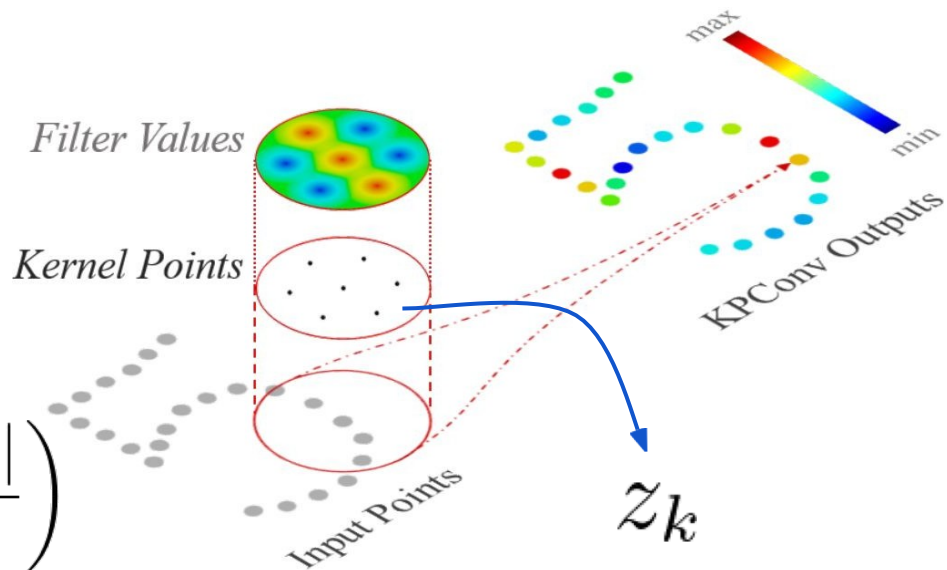 max
min
Filter Values
Kernel Points
KPConv Outputs
Input Points
| )
z_k